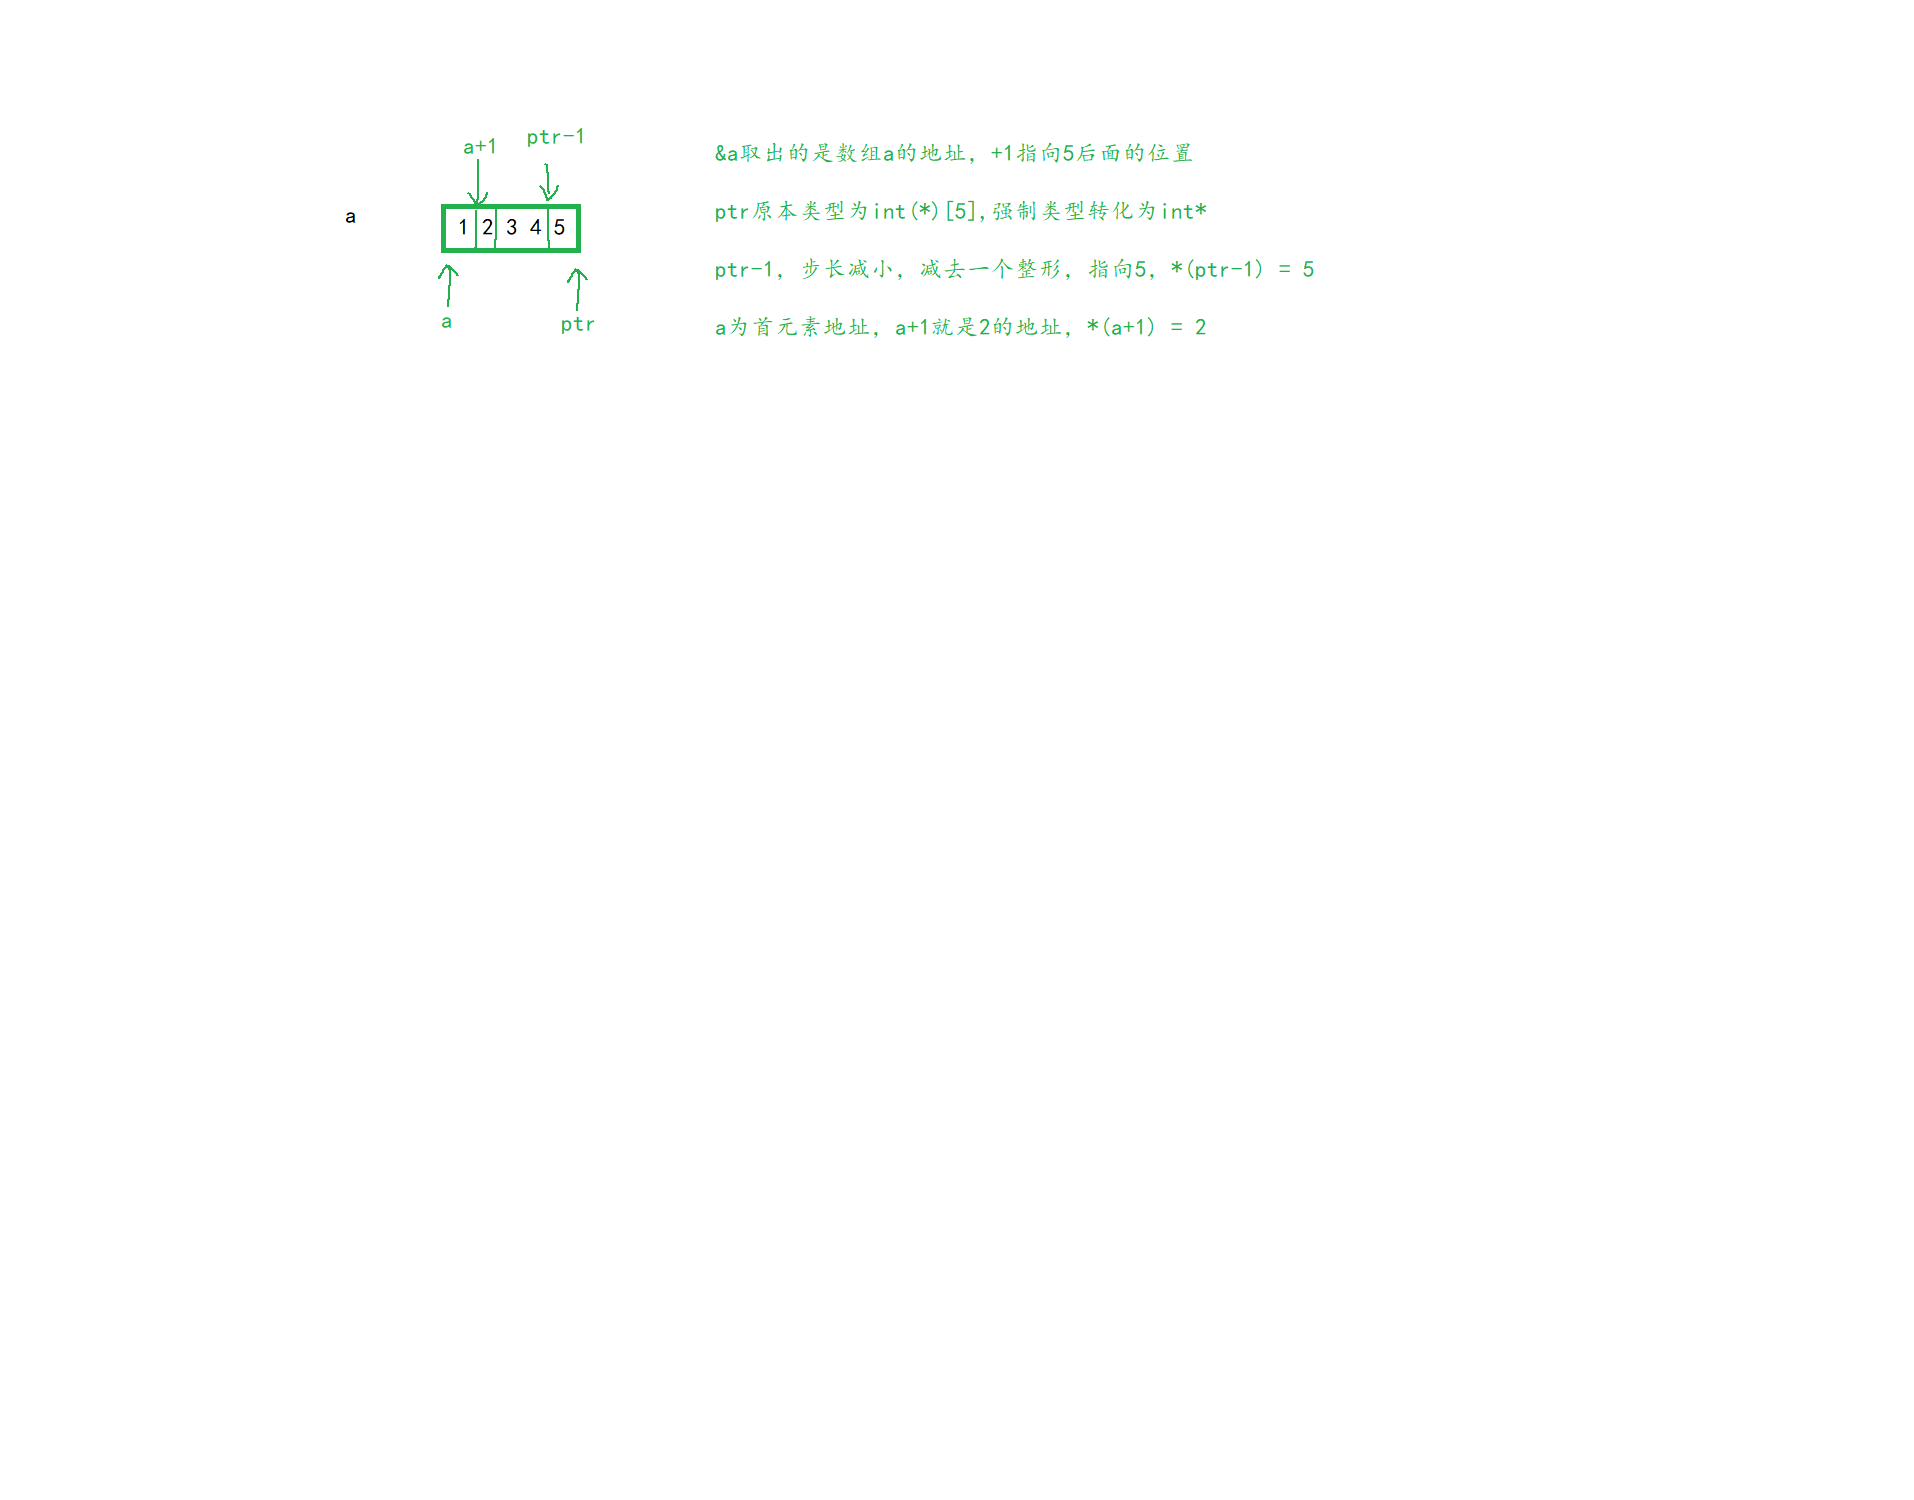 a+1 ptr-1
a 1 2 3 4 5
a ptr
&a取出的是数组a的地址，+1指向5后面的位置
ptr原本类型为int(*)[5],强制类型转化为int*
ptr-1，步长减小，减去一个整形，指向5，*(ptr-1) = 5
a为首元素地址，a+1就是2的地址，*(a+1) = 2